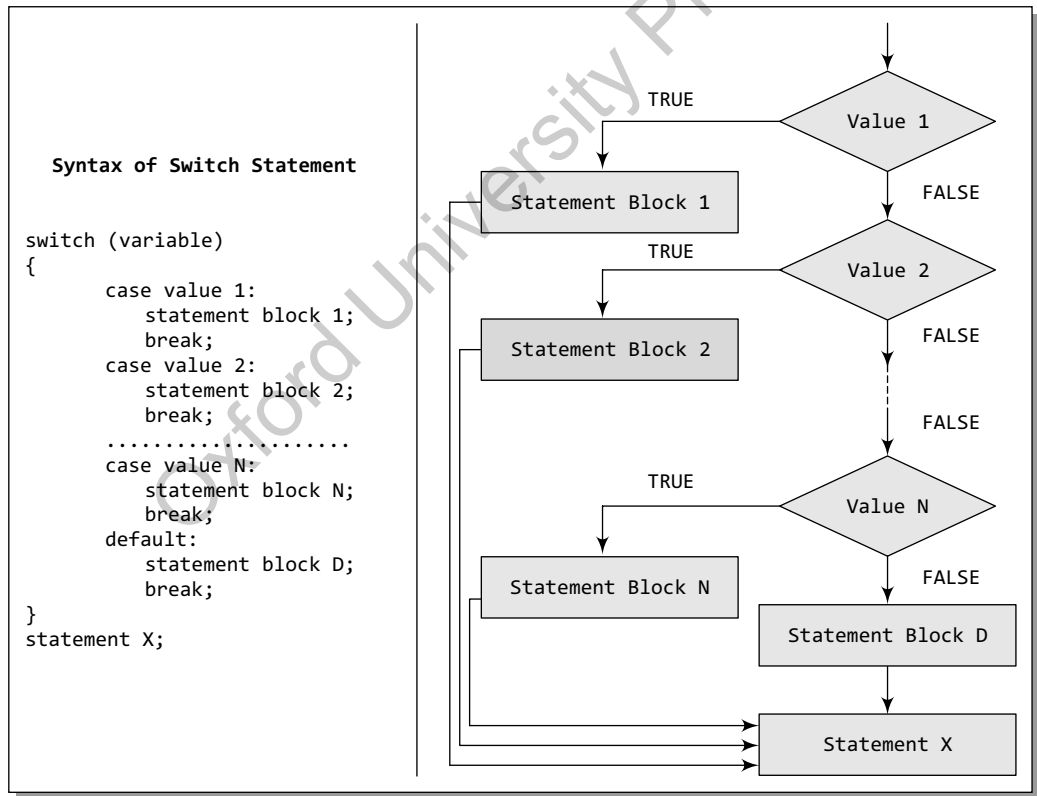 Syntax of Switch Statement
switch (variable)
{
case value 1:
statement block 1;
break;
case value 2:
statement block 2;
break;
.....................
case value N:
statement block N;
break;
default:
statement block D;
break;
}
statement X;
Value 1
TRUE
FALSE
Statement Block 1
Value 2
TRUE
FALSE
Statement Block 2
FALSE
Value N
TRUE
FALSE
Statement Block N
Statement Block D
Statement X
Oxford University